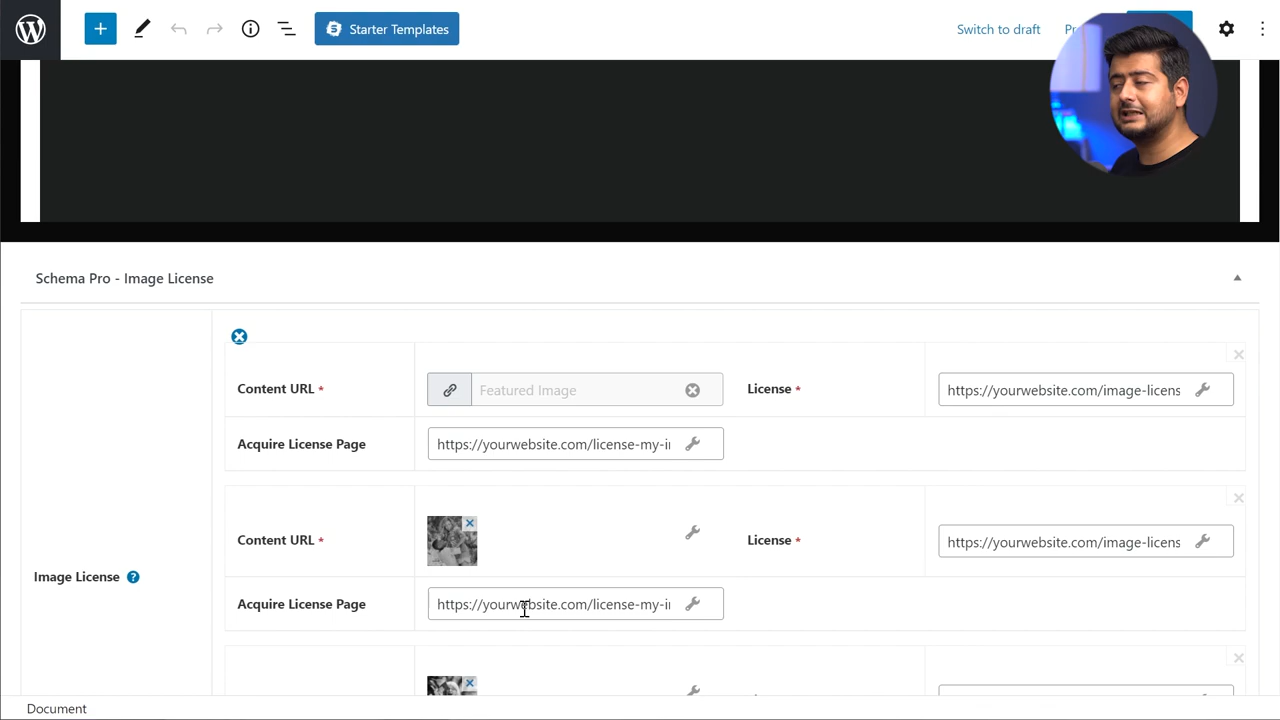 Starter Templates
Switch to draft
Schema Pro - Image License
Content URL *
Featured Image
License *
https://yourwebsite.com/image-licens
Acquire License Page
https://yourwebsite.com/license-my-i
Content URL *
License *
https://yourwebsite.com/image-licens
Image License
Acquire License Page
https://yourwebsite.com/license-my-i
Document